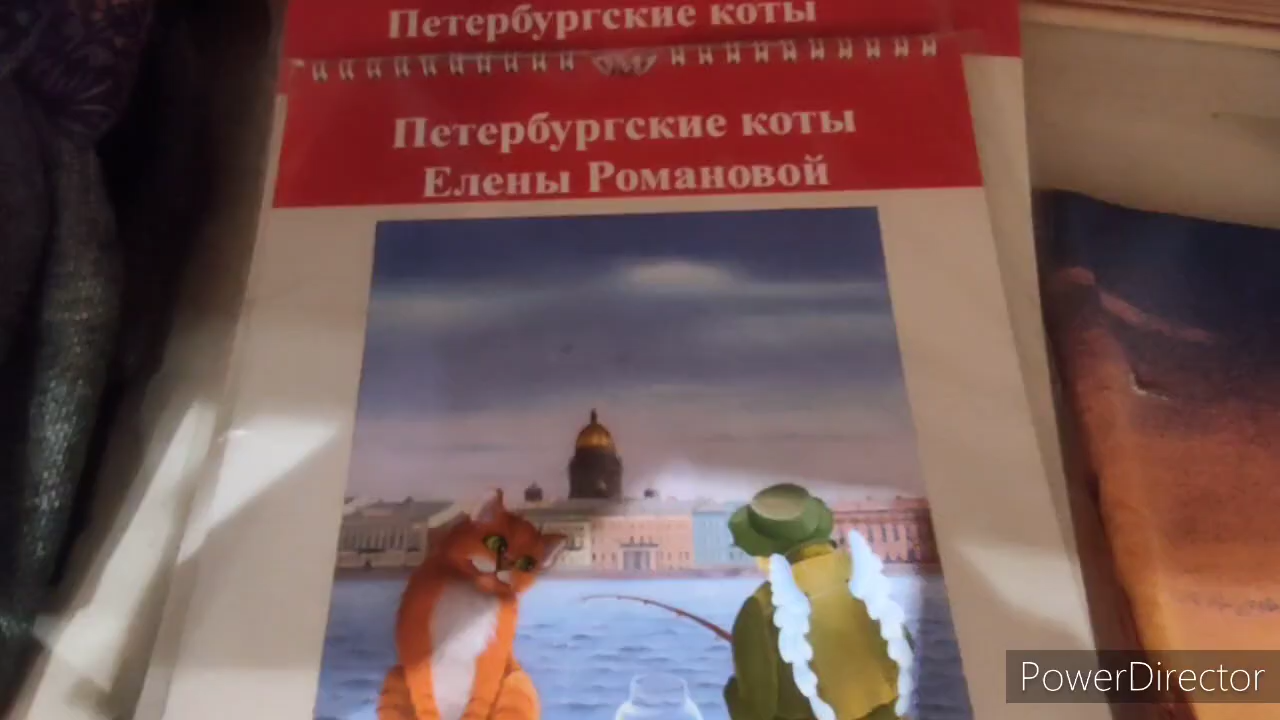 Петербургские коты
Петербургские коты
Елены Романовой
PowerDirector